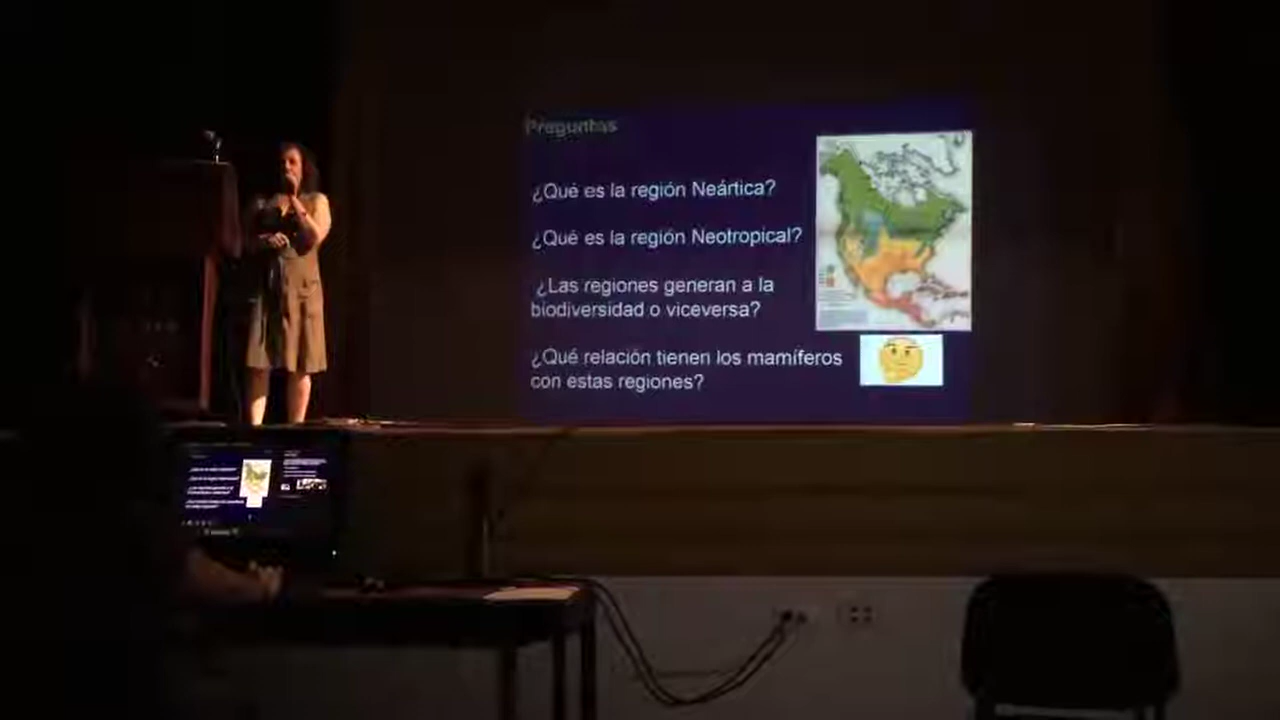 Preguntas
¿Qué es la región Neártica?
¿Qué es la región Neotropical?
¿Las regiones generan a la
biodiversidad o viceversa?
¿Qué relación tienen los mamíferos
con estas regiones?